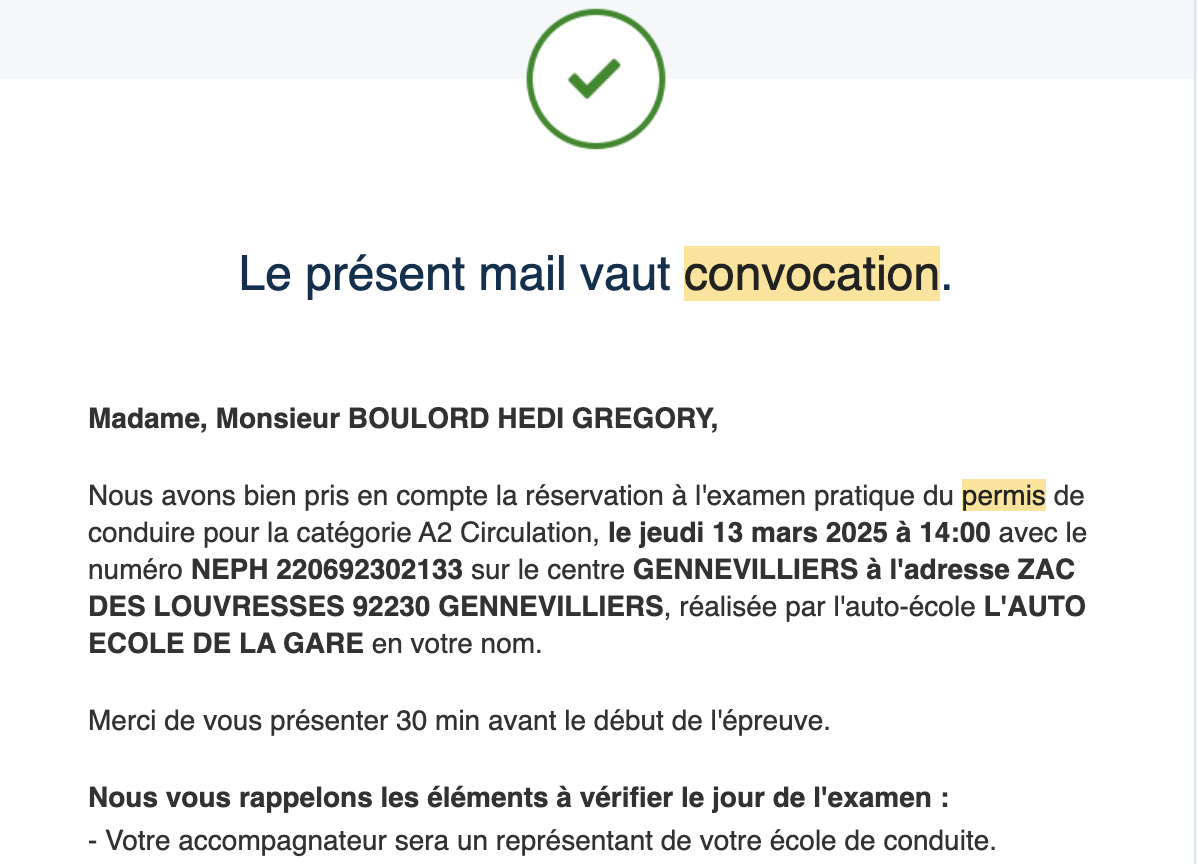 Le présent mail vaut convocation.
Madame, Monsieur BOULORD HEDI GREGORY,
Nous avons bien pris en compte la réservation à l'examen pratique du permis de
conduire pour la catégorie A2 Circulation, le jeudi 13 mars 2025 à 14:00 avec le
numéro NEPH 220692302133 sur le centre GENNEVILLIERS à l'adresse ZAC
DES LOUVRESSES 92230 GENNEVILLIERS, réalisée par l'auto-école L'AUTO
ECOLE DE LA GARE en votre nom.
Merci de vous présenter 30 min avant le début de l'épreuve.
Nous vous rappelons les éléments à vérifier le jour de l'examen :
- Votre accompagnateur sera un représentant de votre école de conduite.